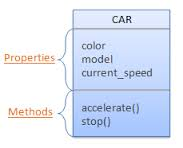 CAR
Properties
color
model
current_speed
Methods
accelerate()
stop()